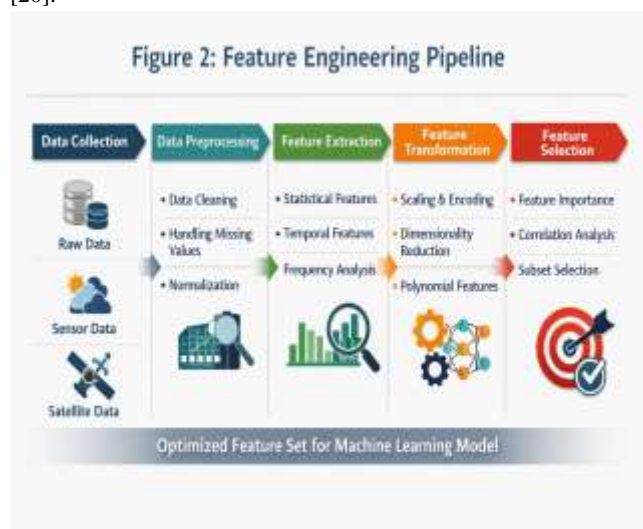 [20].
Figure 2: Feature Engineering Pipeline
Data Collection
Raw Data
Sensor Data
Satellite Data
Data Preprocessing
• Data Cleaning
• Handling Missing
Values
• Normalization
Feature Extraction
• Statistical Features
• Temporal Features
Frequency Analysis
Feature
Transformation
• Scaling & Encoding
• Dimensionality
Reduction
• Polynomial Features
Feature
Selection
• Feature Importance
• Correlation Analysis
Subset Selection
Optimized Feature Set for Machine Learning Model